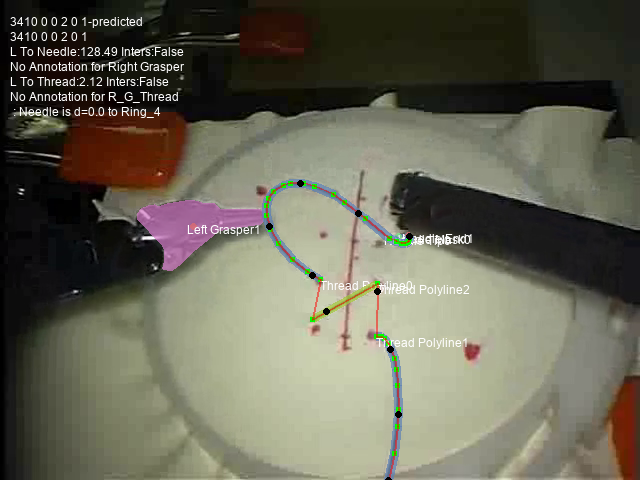 3410 0 0 2 0 1-predicted
3410 0 0 2 0 1
L To Needle:128.49 Inters:False
No Annotation for Right Grasper
L To Thread:2.12 Inters:False
No Annotation for R_G_Thread
: Needle is d=0.0 to Ring_4
Left Grasper1
Thread Polyline0
Thread Polyline2
Thread Polyline1